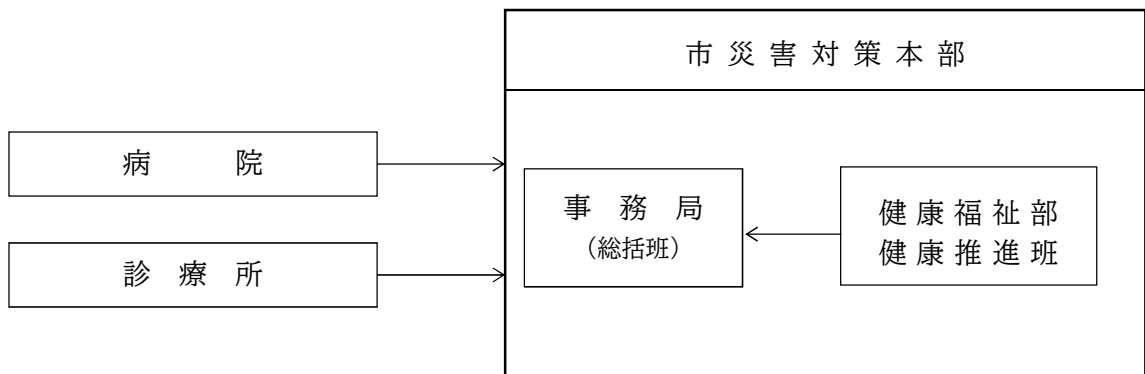 市災害対策本部
病院
事務局
(総括班)
健康福祉部
健康推進班
診療所